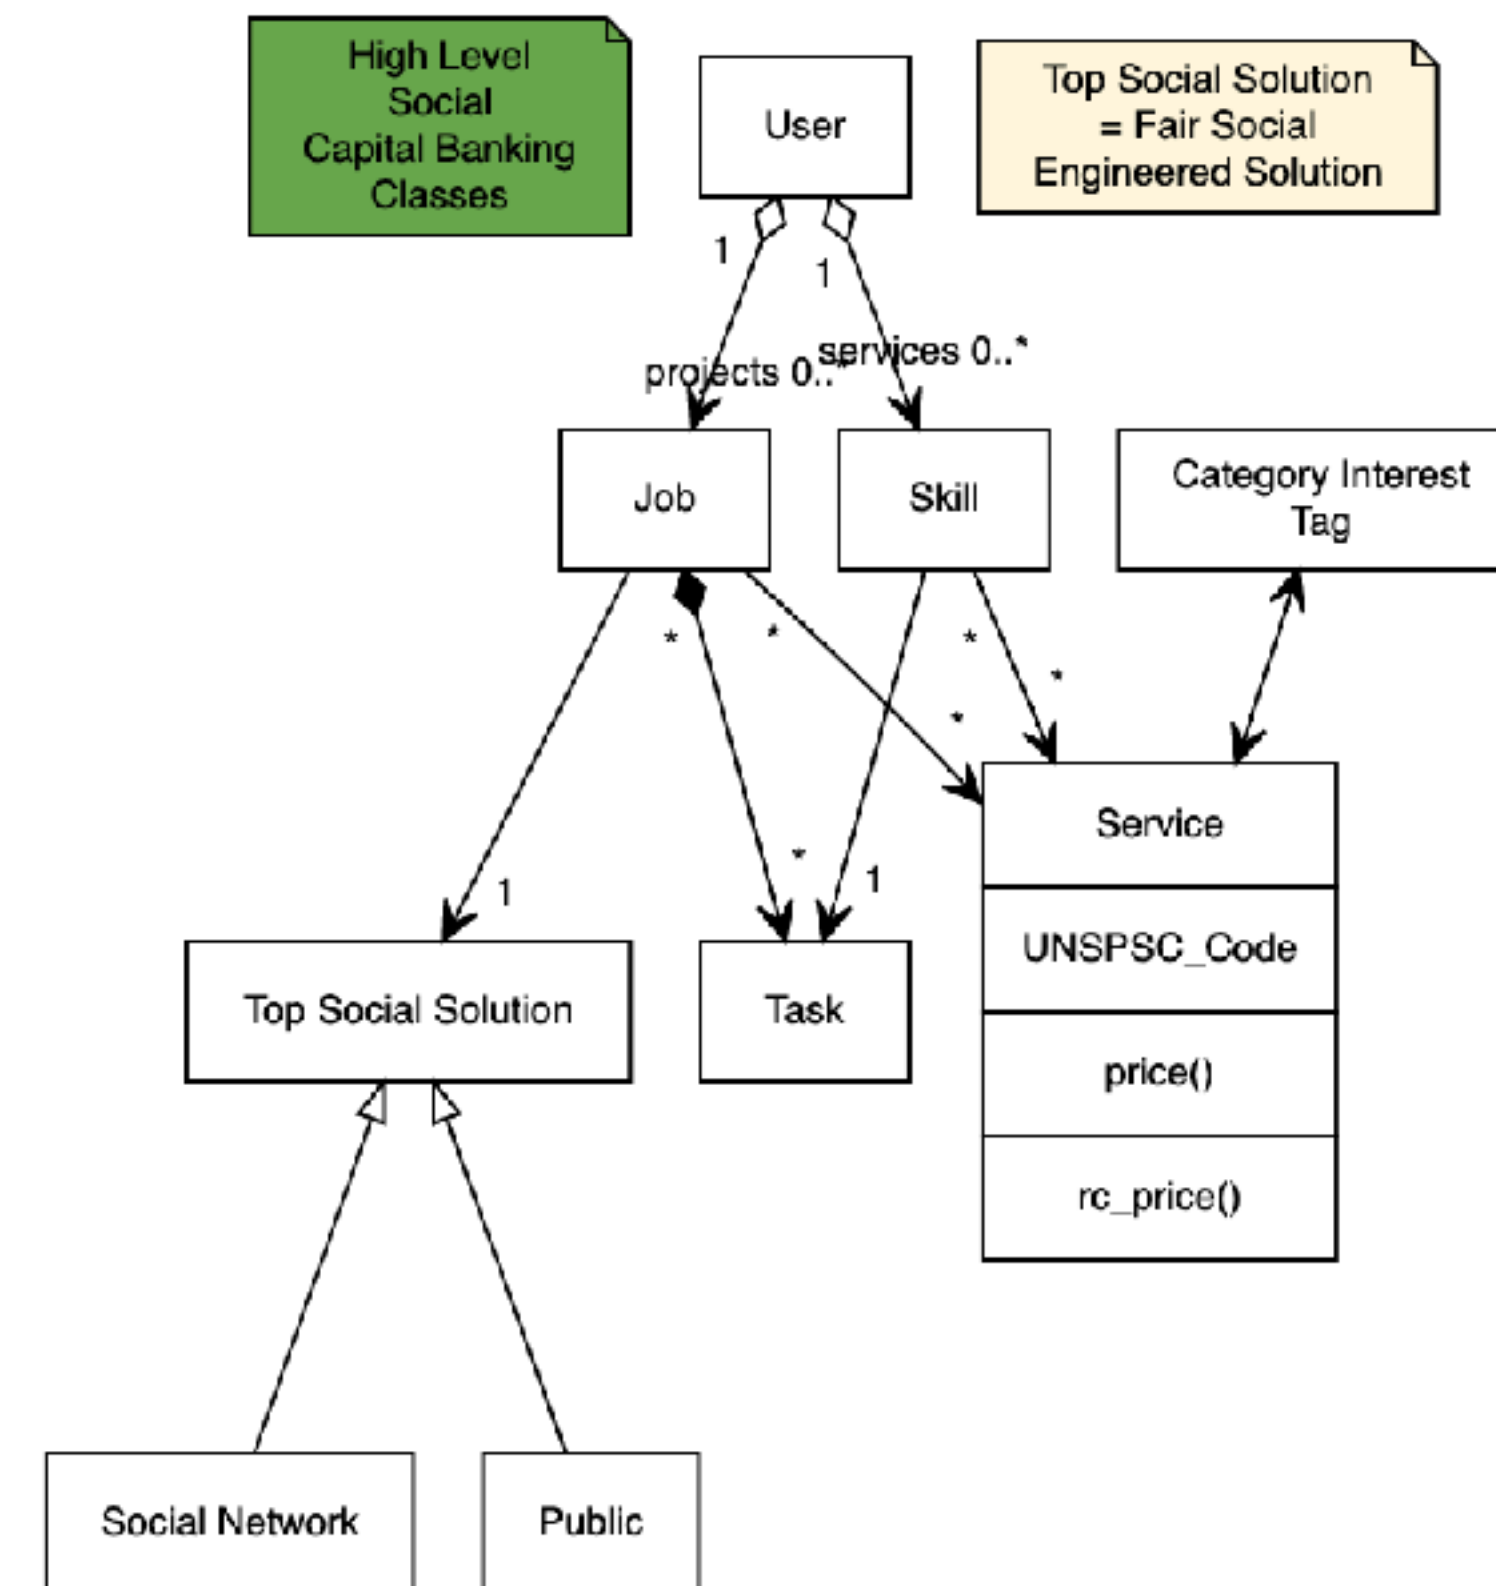 High Level
Social
Capital Banking
Classes
User
Top Social Solution
= Fair Social
Engineered Solution
1
1
projects 0..*
services 0..*
Job
Skill
Category Interest
Tag
*
*
*
*
*
*
1
1
Service
UNSPSC_Code
price()
rc_price()
Top Social Solution
Task
Social Network
Public